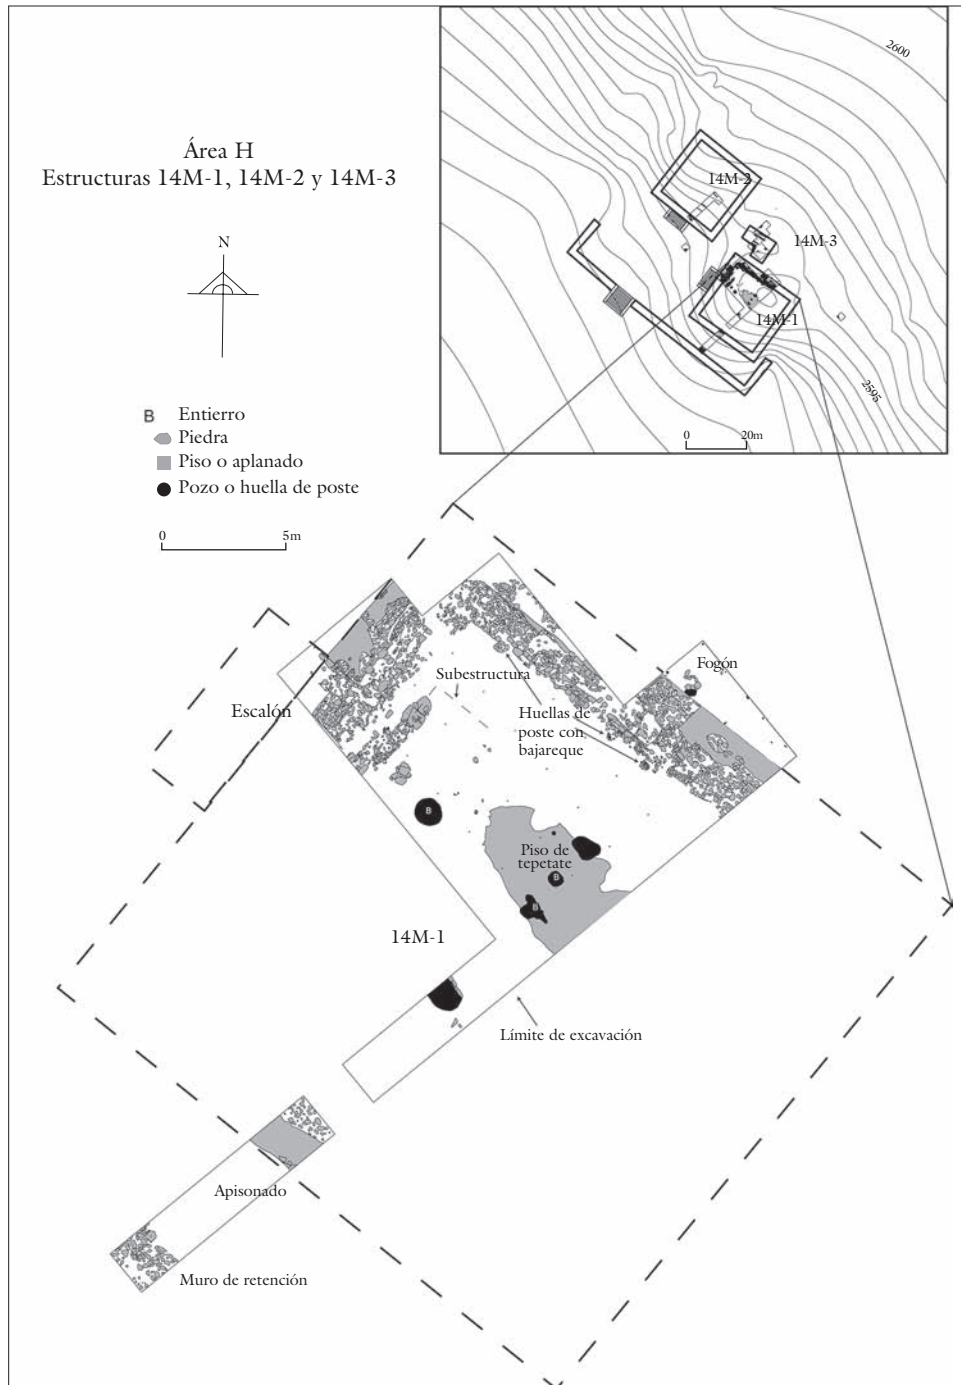 Área H
Estructuras 14M-1, 14M-2 y 14M-3
N
B Entierro
Piedra
Piso o aplanado
Pozo o huella de poste
0 5m
2600
14M-2
14M-3
14M-1
2595
0 20m
Fogón
Subestructura
Escalón
Huellas de
poste con
bajareque
B
Piso de
tepetate
B
B
14M-1
Límite de excavación
Apisonado
Muro de retención